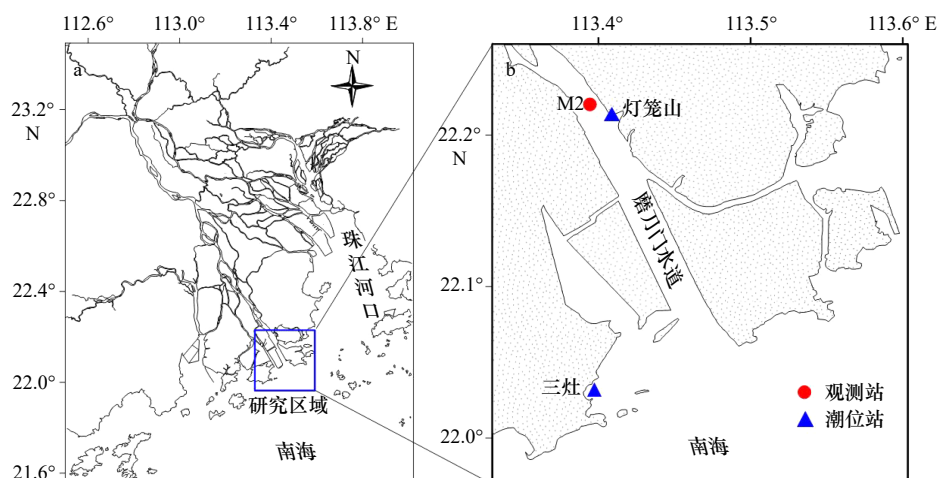 112.6° 113.0° 113.4° 113.8° E
a
N
23.2°
N
22.8°
22.4°
22.0°
21.6°
珠江河口
研究区域
南海
113.4° 113.5° 113.6° E
b
M2
灯笼山
22.2°
N
磨刀门水道
22.1°
三灶
22.0°
观测站
潮位站
南海